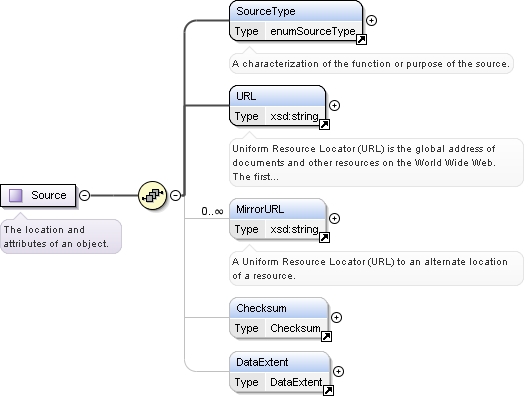 SourceType
Type enumSourceType
A characterization of the function or purpose of the source.
URL
Type xsd:string
Uniform Resource Locator (URL) is the global address of
documents and other resources on the World Wide Web.
The first...
Source
The location and
attributes of an object.
0..∞
MirrorURL
Type xsd:string
A Uniform Resource Locator (URL) to an alternate location
of a resource.
Checksum
Type Checksum
DataExtent
Type DataExtent